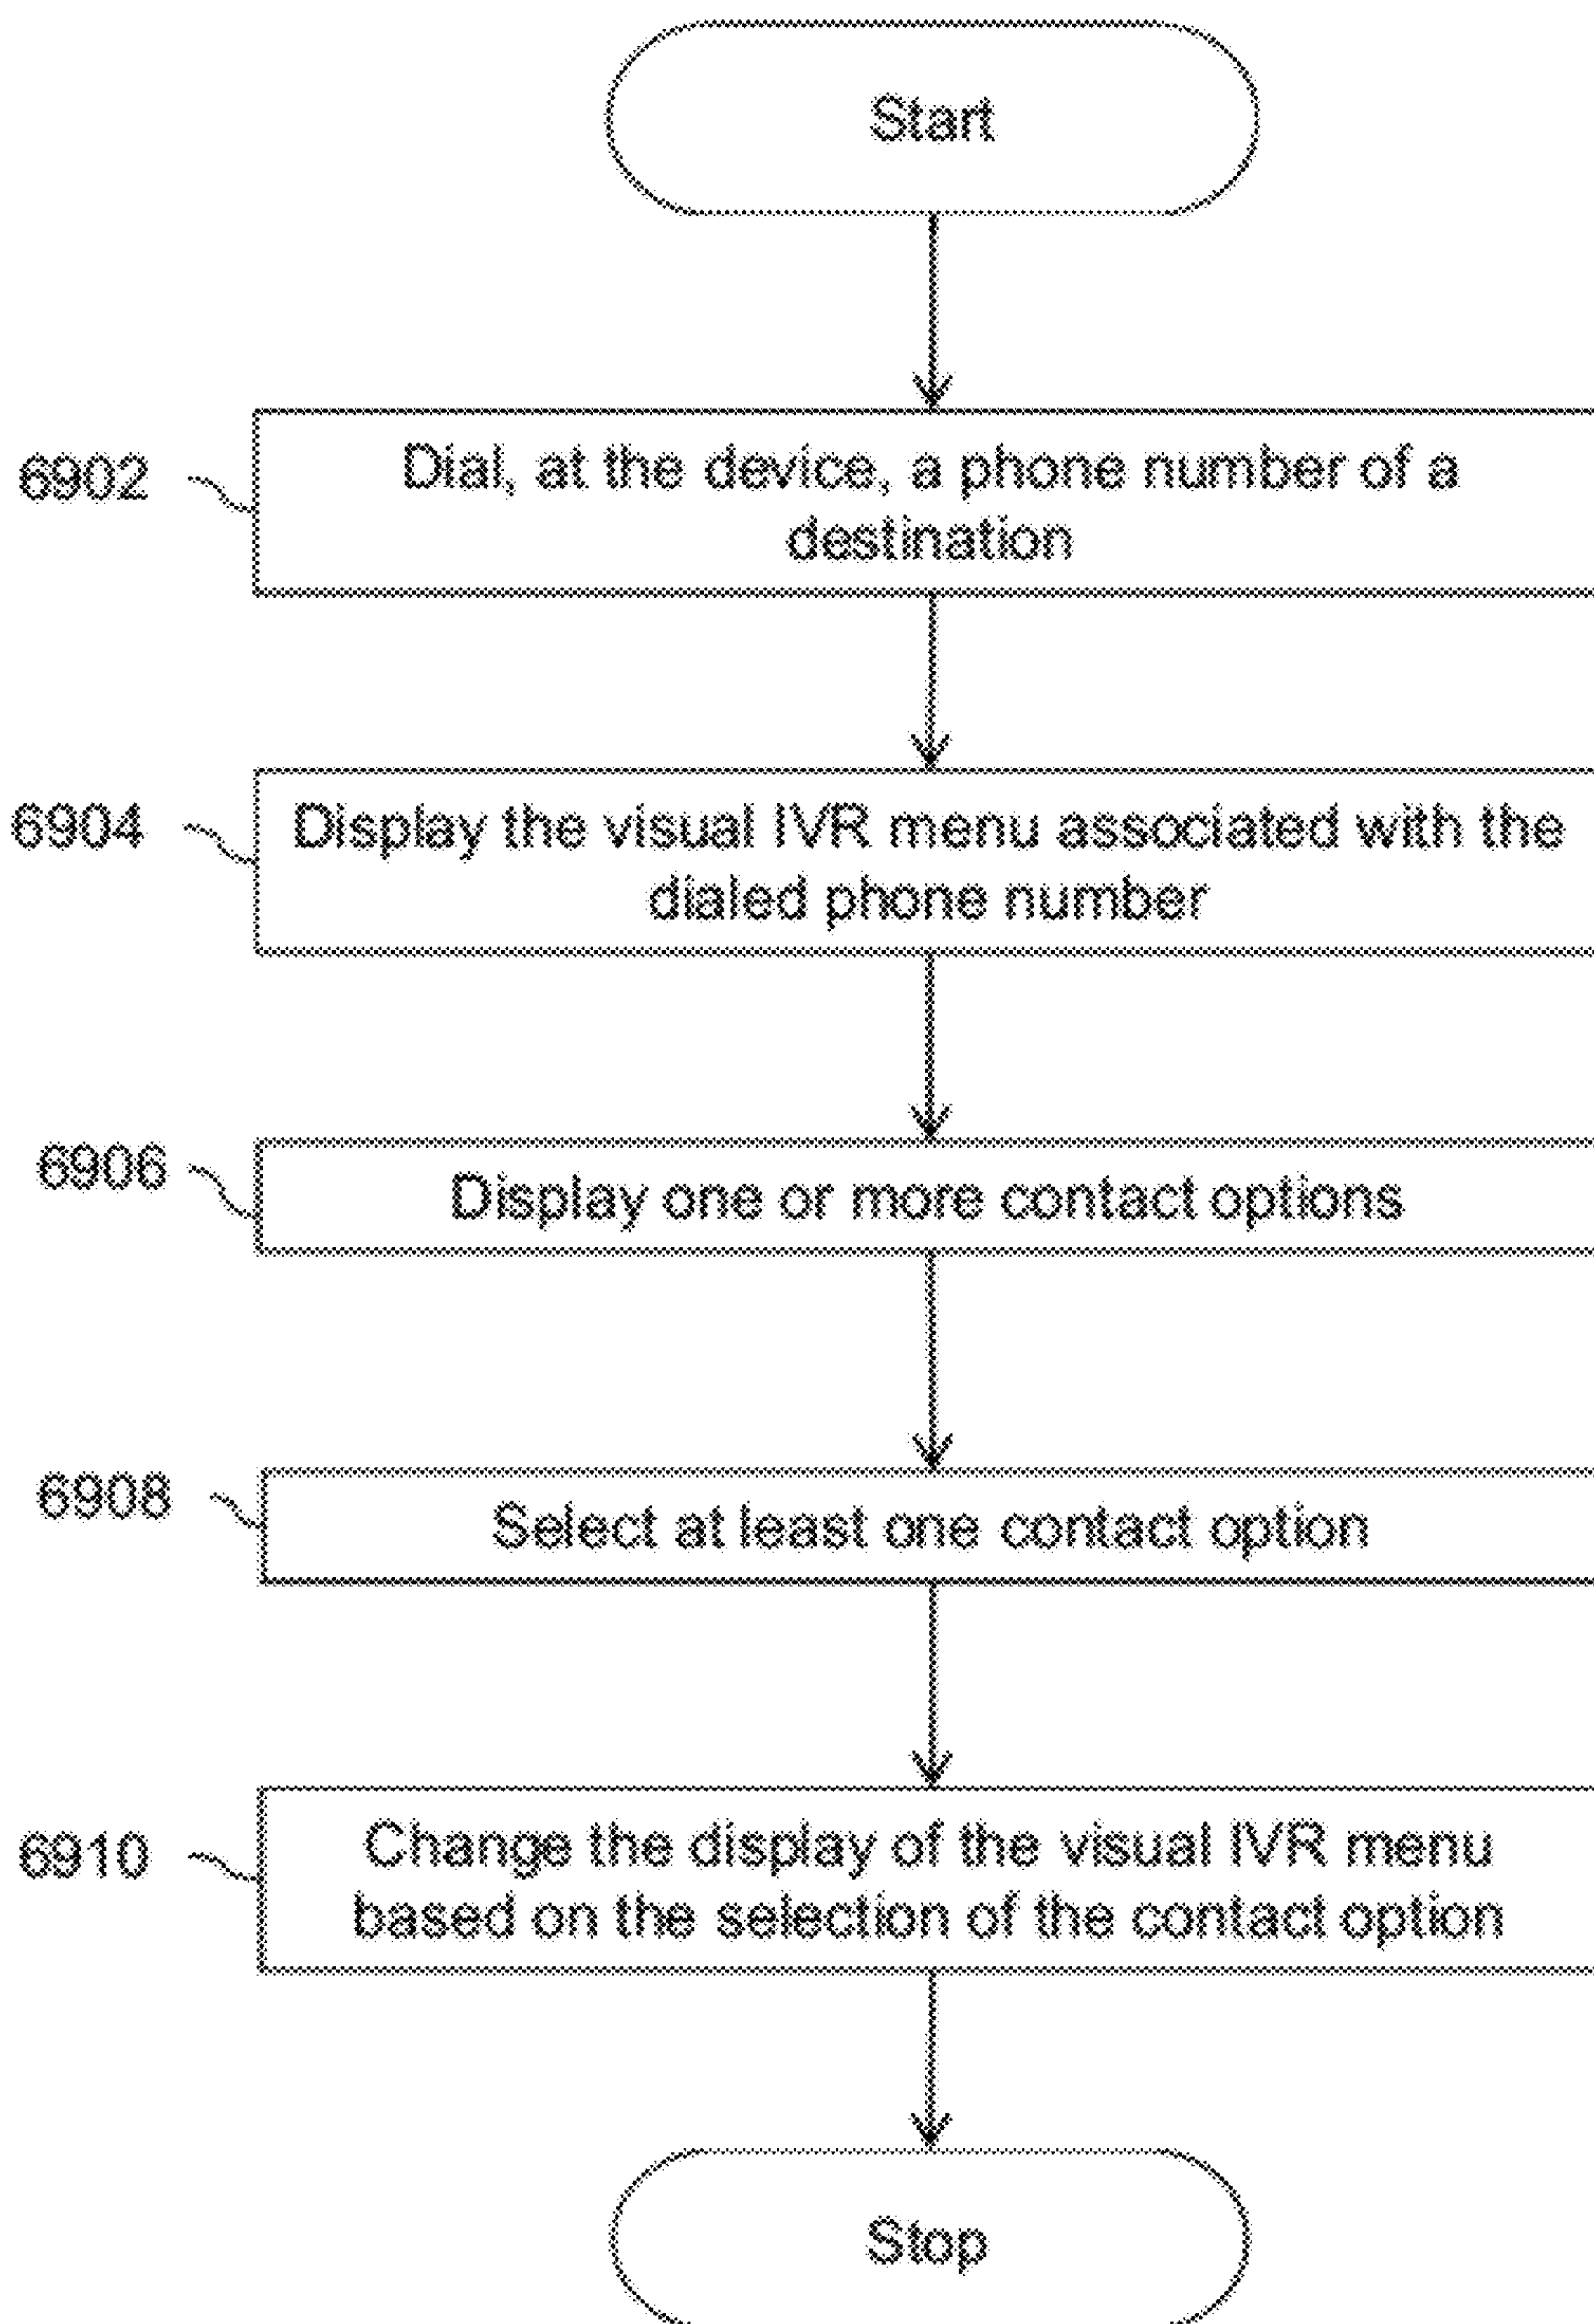 Start
6902
Dial, at the device, a phone number of a
destination
6904
Display the visual IVR menu associated with the
dialed phone number
6906
Display one or more contact options
6908
Select at least one contact option
6910
Change the display of the visual IVR menu
based on the selection of the contact option
Stop